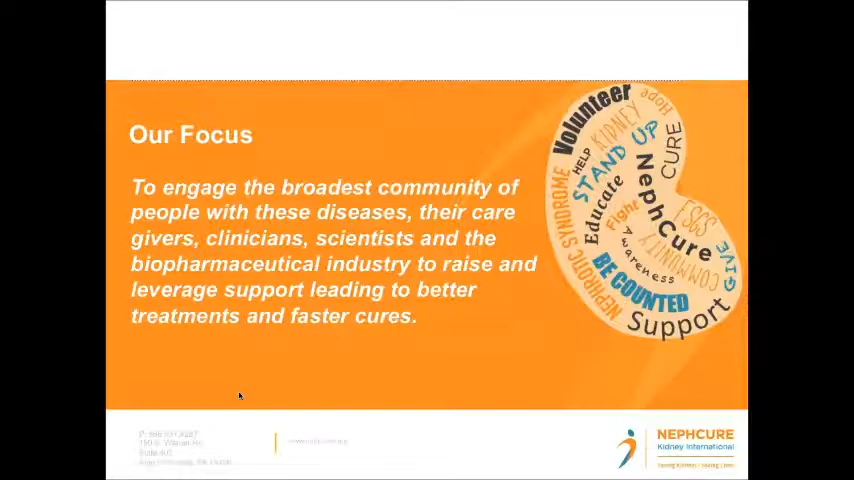 Our Focus
To engage the broadest community of
people with these diseases, their care
givers, clinicians, scientists and the
biopharmaceutical industry to raise and
leverage support leading to better
treatments and faster cures.
Volunteer
Hope
KIDNEY
HELP
STAND UP
CURE
NephCure
Educate
Fight
Awareness
FSGS
COMMUNITY
GIVE
NEPHROTIC SYNDROME
BE COUNTED
Support
NEPHCURE
Kidney International